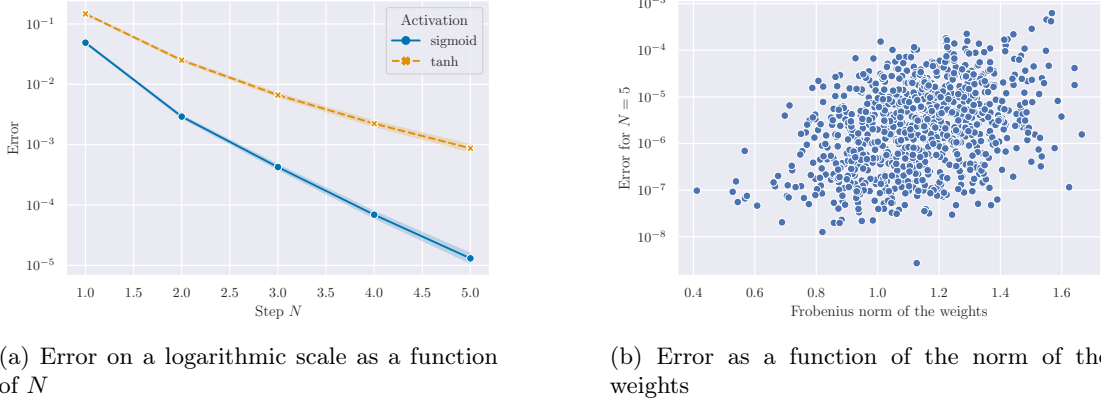 10⁻¹
10⁻²
10⁻³
10⁻⁴
10⁻⁵
Error
Activation
sigmoid
tanh
1.0 1.5 2.0 2.5 3.0 3.5 4.0 4.5 5.0
Step N
(a) Error on a logarithmic scale as a function
of N
10⁻³
10⁻⁴
10⁻⁵
10⁻⁶
10⁻⁷
10⁻⁸
Error for N = 5
0.4 0.6 0.8 1.0 1.2 1.4 1.6
Frobenius norm of the weights
(b) Error as a function of the norm of the
weights